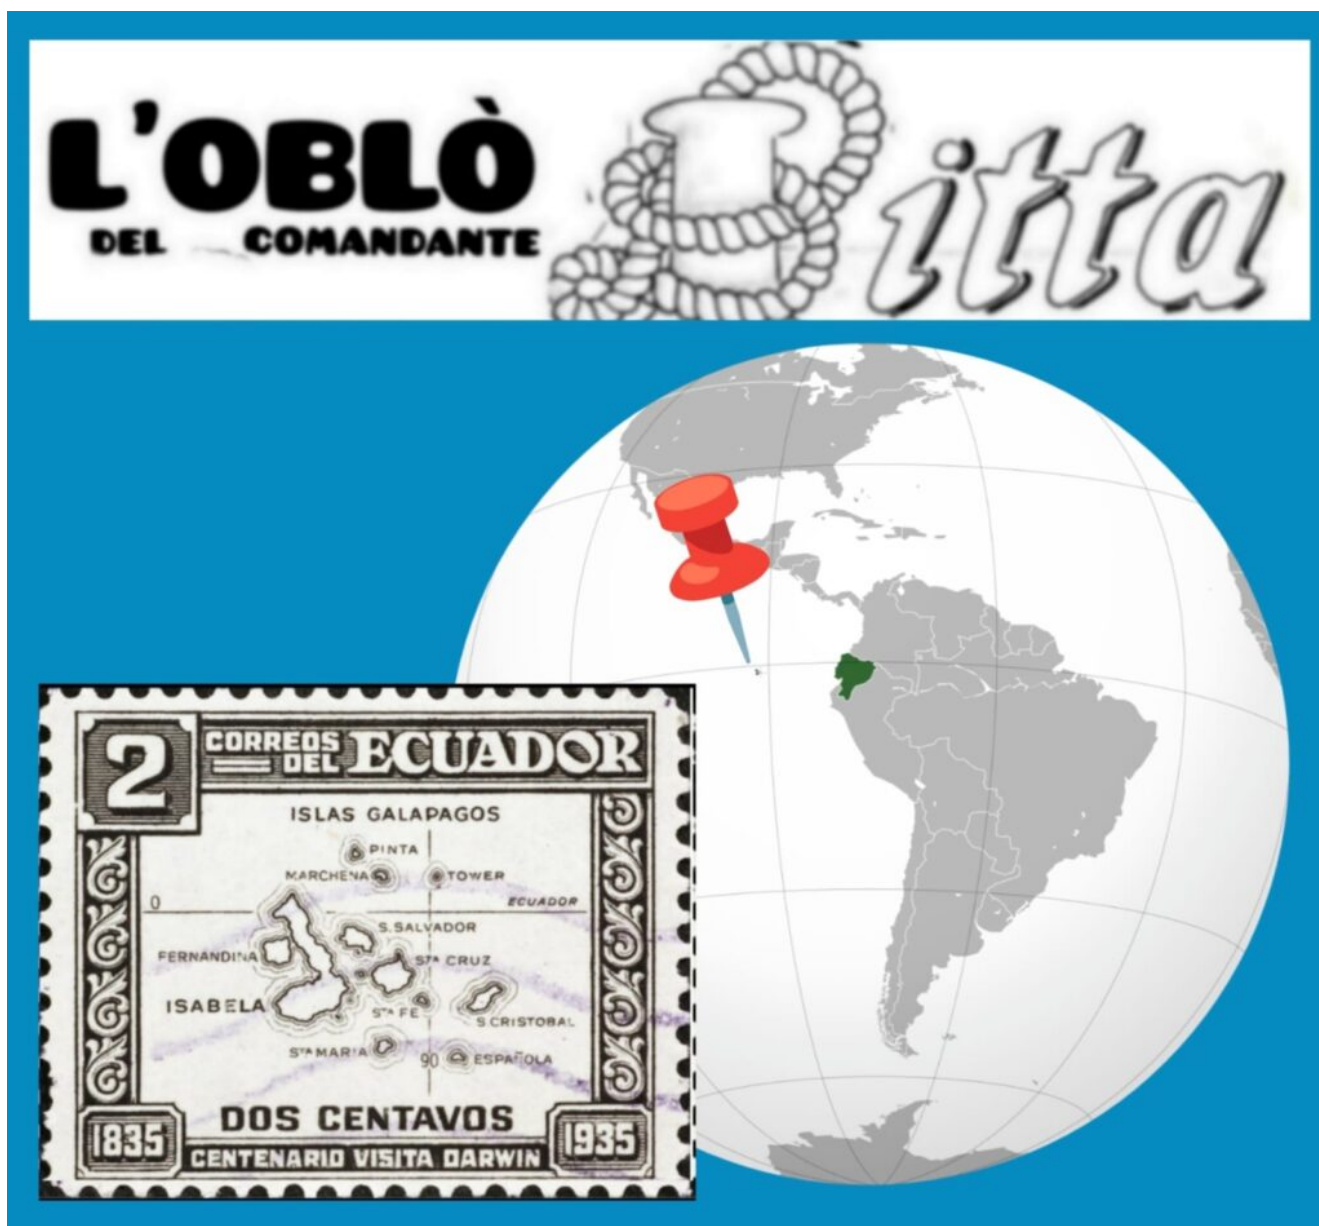 L'OBLÒ
DEL COMANDANTE
Bitta
2
CORREOS DEL ECUADOR
ISLAS GALAPAGOS
PINTA
MARCHENA
TOWER
0
ECUADOR
S. SALVADOR
FERNANDINA
STA CRUZ
ISABELA
STA FE
S. CRISTOBAL
STA MARIA
90
ESPAÑOLA
DOS CENTAVOS
1835
CENTENARIO VISITA DARWIN
1935